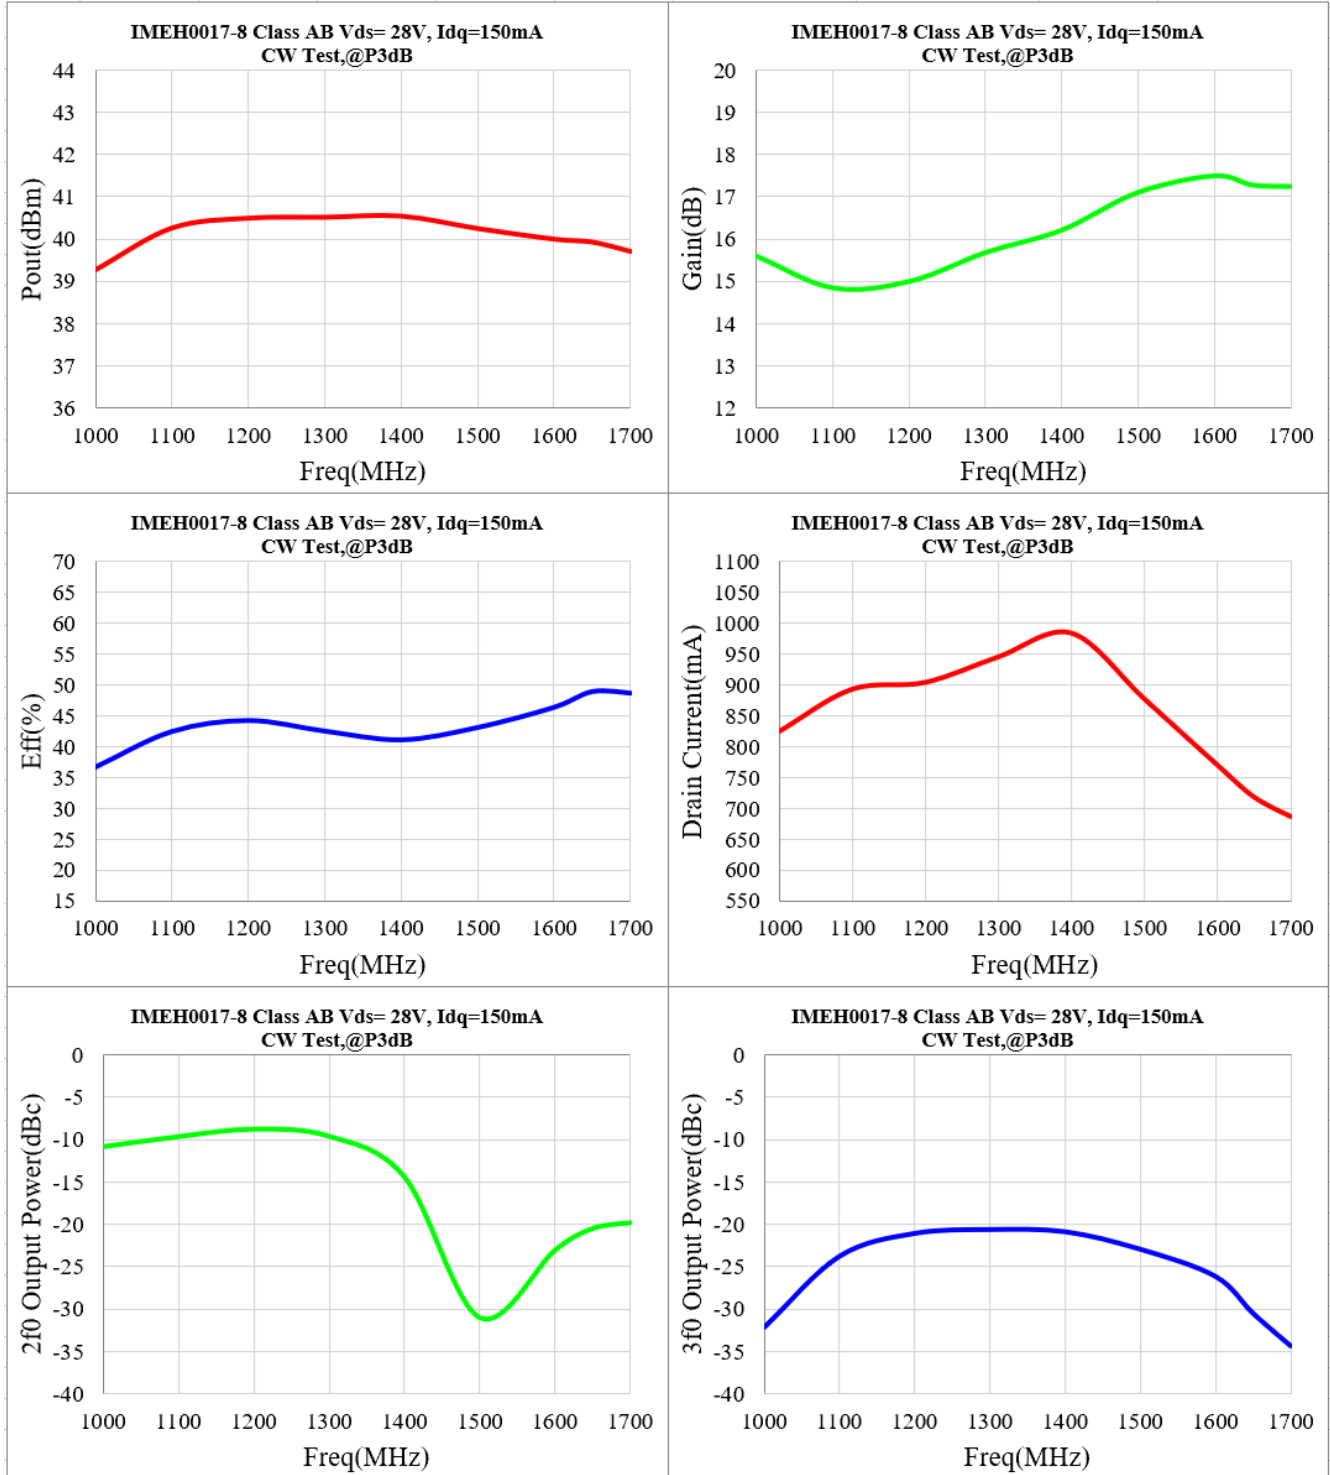 IMEH0017-8 Class AB Vds= 28V, Idq=150mA
CW Test,@P3dB
44
43
42
41
40
39
38
37
36
Pout(dBm)
1000 1100 1200 1300 1400 1500 1600 1700
Freq(MHz)
IMEH0017-8 Class AB Vds= 28V, Idq=150mA
CW Test,@P3dB
20
19
18
17
16
15
14
13
12
Gain(dB)
1000 1100 1200 1300 1400 1500 1600 1700
Freq(MHz)
IMEH0017-8 Class AB Vds= 28V, Idq=150mA
CW Test,@P3dB
70
65
60
55
50
45
40
35
30
25
20
15
Eff(%)
1000 1100 1200 1300 1400 1500 1600 1700
Freq(MHz)
IMEH0017-8 Class AB Vds= 28V, Idq=150mA
CW Test,@P3dB
1100
1050
1000
950
900
850
800
750
700
650
600
550
Drain Current(mA)
1000 1100 1200 1300 1400 1500 1600 1700
Freq(MHz)
IMEH0017-8 Class AB Vds= 28V, Idq=150mA
CW Test,@P3dB
0
-5
-10
-15
-20
-25
-30
-35
-40
2f0 Output Power(dBc)
1000 1100 1200 1300 1400 1500 1600 1700
Freq(MHz)
IMEH0017-8 Class AB Vds= 28V, Idq=150mA
CW Test,@P3dB
0
-5
-10
-15
-20
-25
-30
-35
-40
3f0 Output Power(dBc)
1000 1100 1200 1300 1400 1500 1600 1700
Freq(MHz)